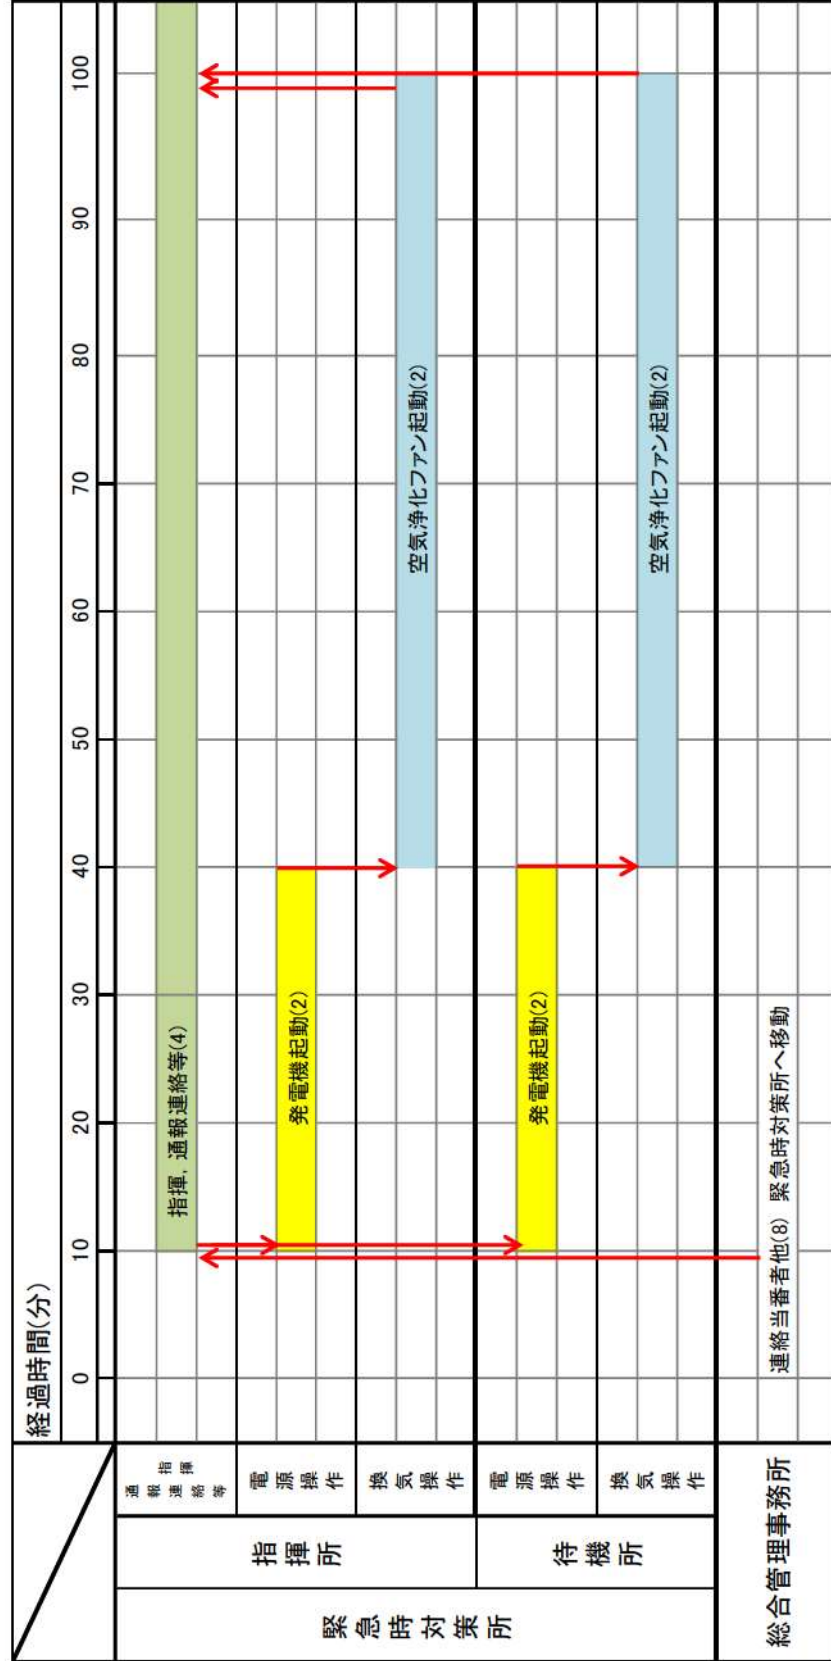 経過時間(分)
0 10 20 30 40 50 60 70 80 90 100
緊急時対策所
指揮所
指揮
通報連絡等
指揮，通報連絡等(4)
電源操作
発電機起動(2)
換気操作
空気浄化ファン起動(2)
待機所
電源操作
発電機起動(2)
換気操作
空気浄化ファン起動(2)
総合管理事務所
連絡当番者他(8) 緊急時対策所へ移動